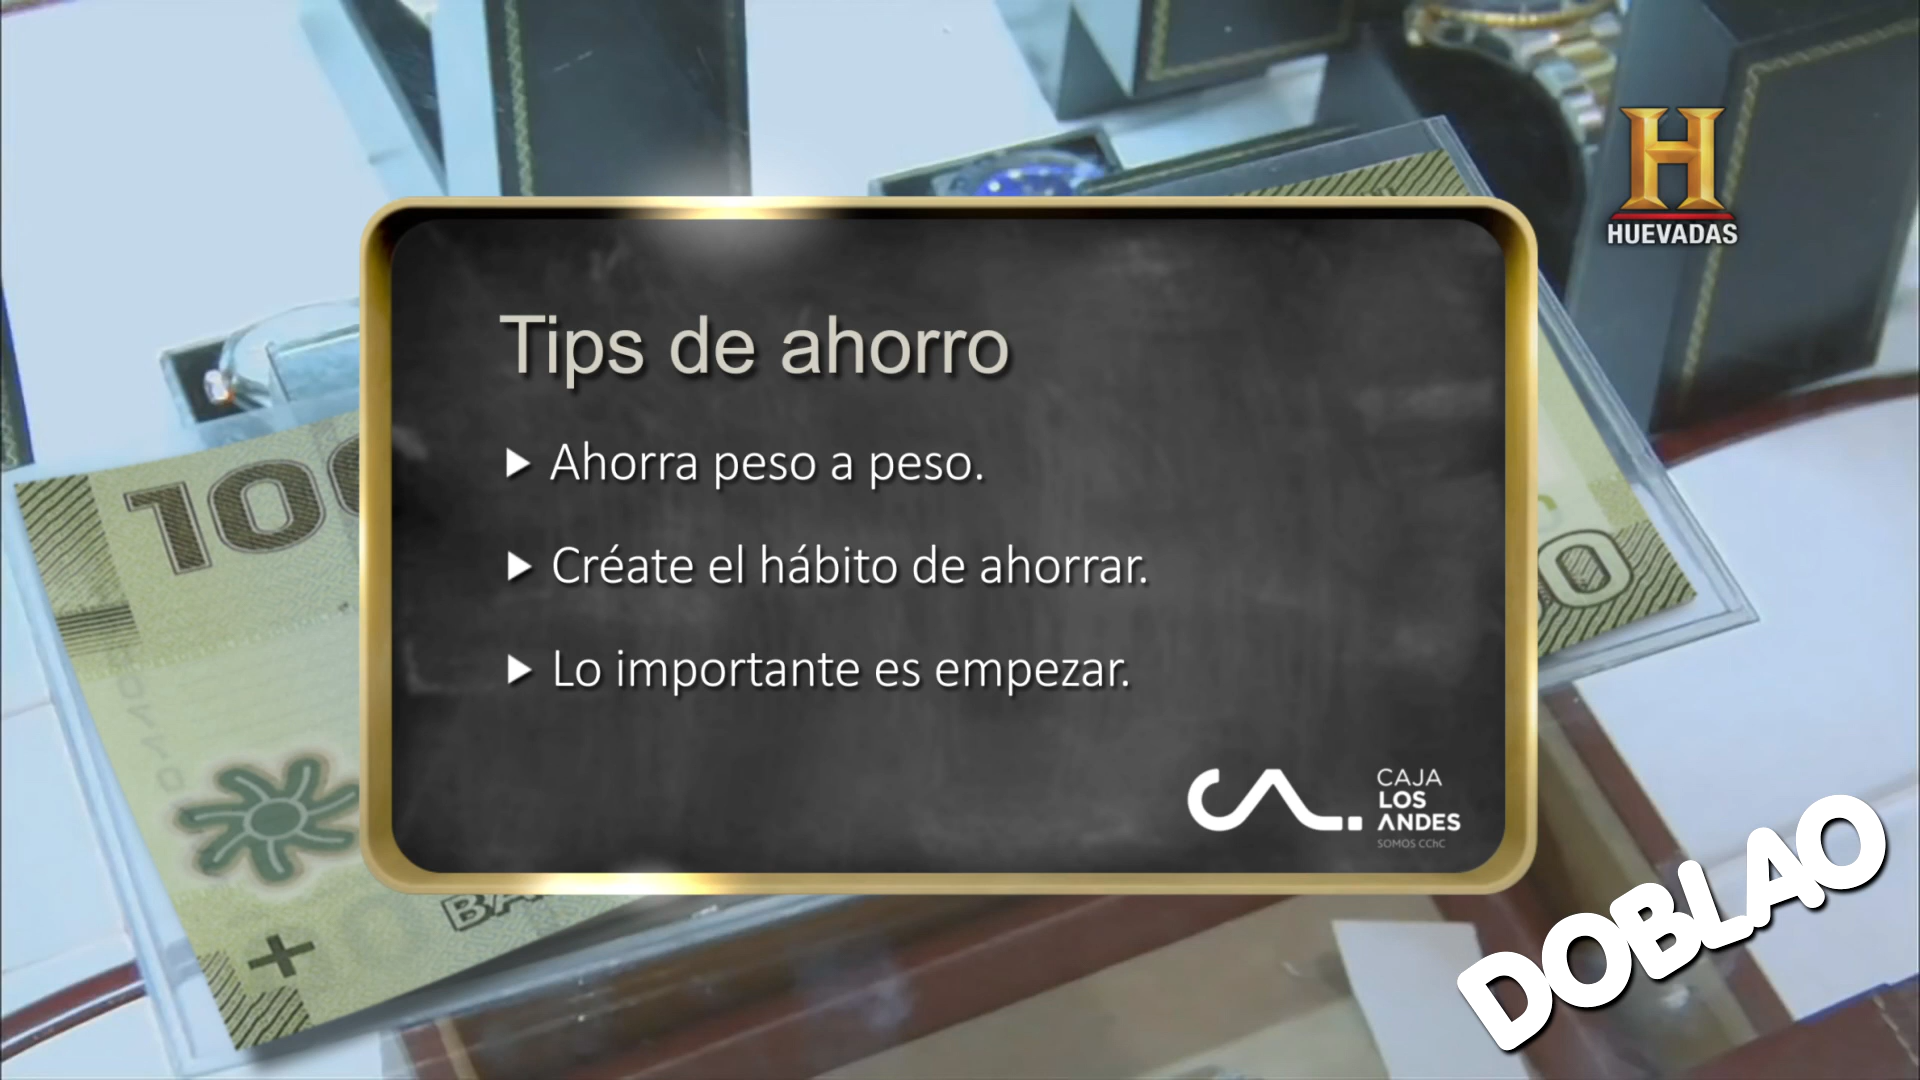 H
HUEVADAS
Tips de ahorro
Ahorra peso a peso.
Créate el hábito de ahorrar.
Lo importante es empezar.
CAJA
LOS
ANDES
SOMOS CChC
DOBLAO